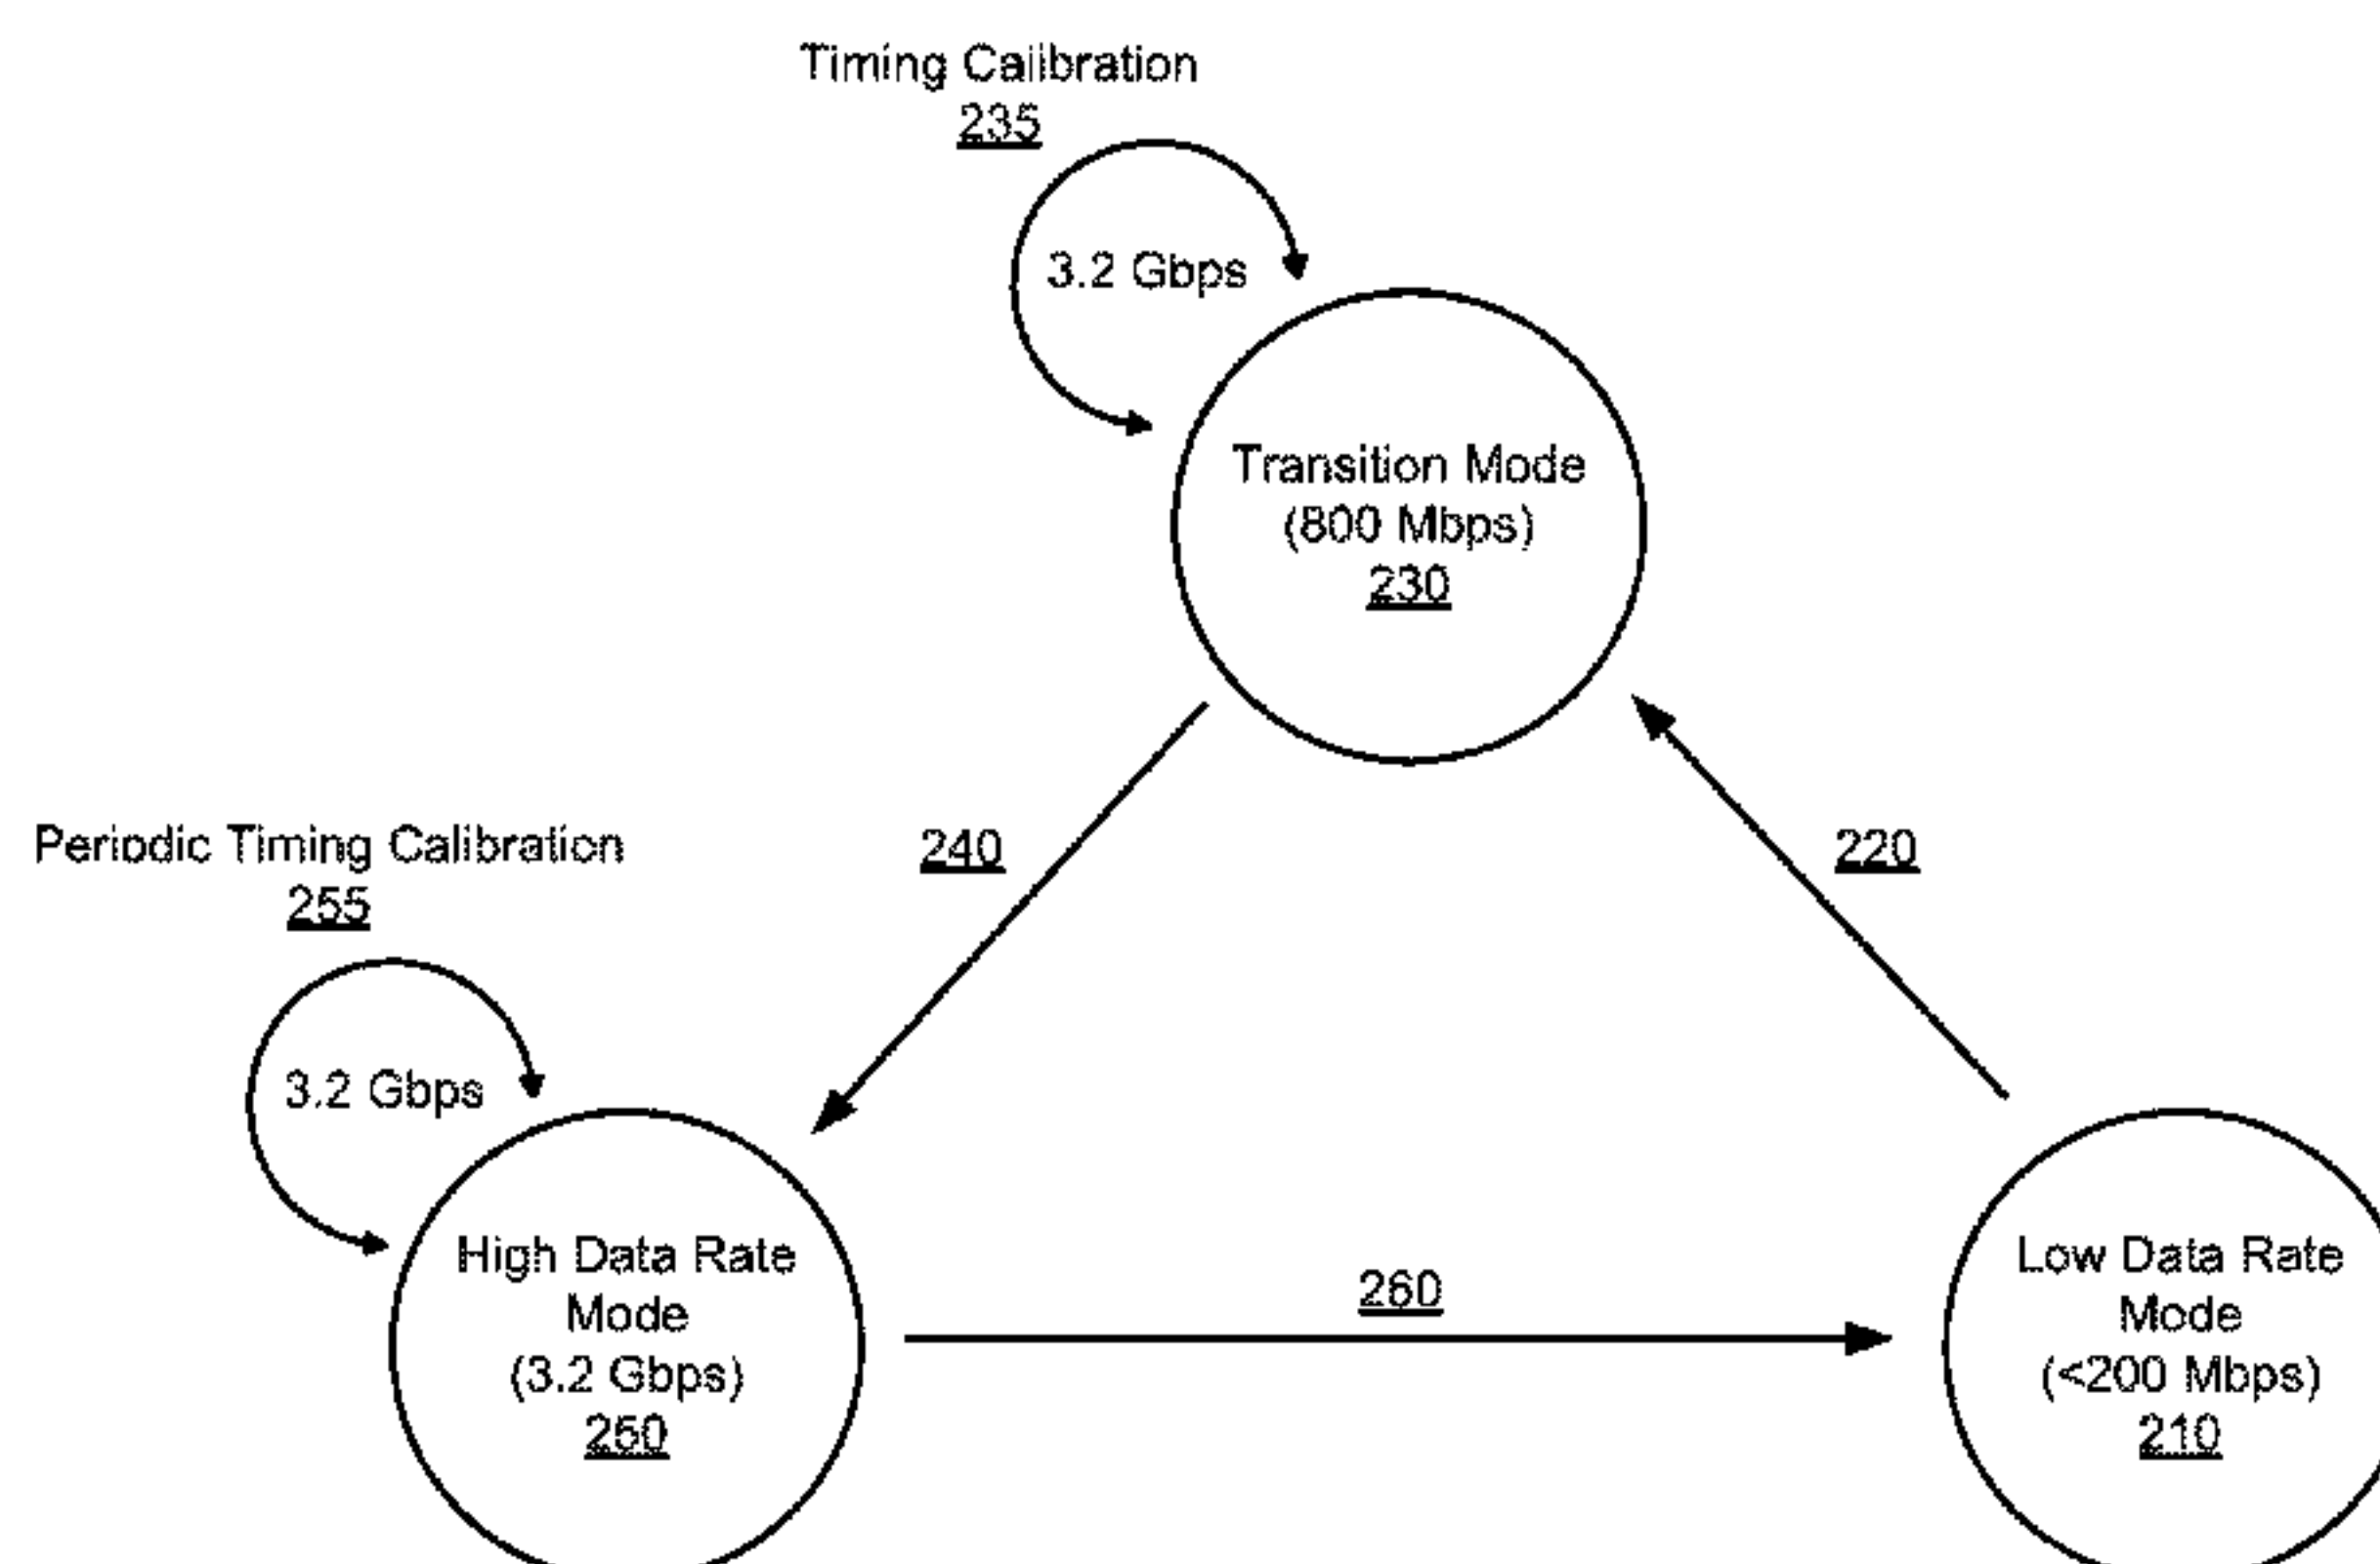 Timing Calibration
235
3.2 Gbps
Transition Mode
(800 Mbps)
230
240
220
Periodic Timing Calibration
255
3.2 Gbps
High Data Rate
Mode
(3.2 Gbps)
250
260
Low Data Rate
Mode
(<200 Mbps)
210